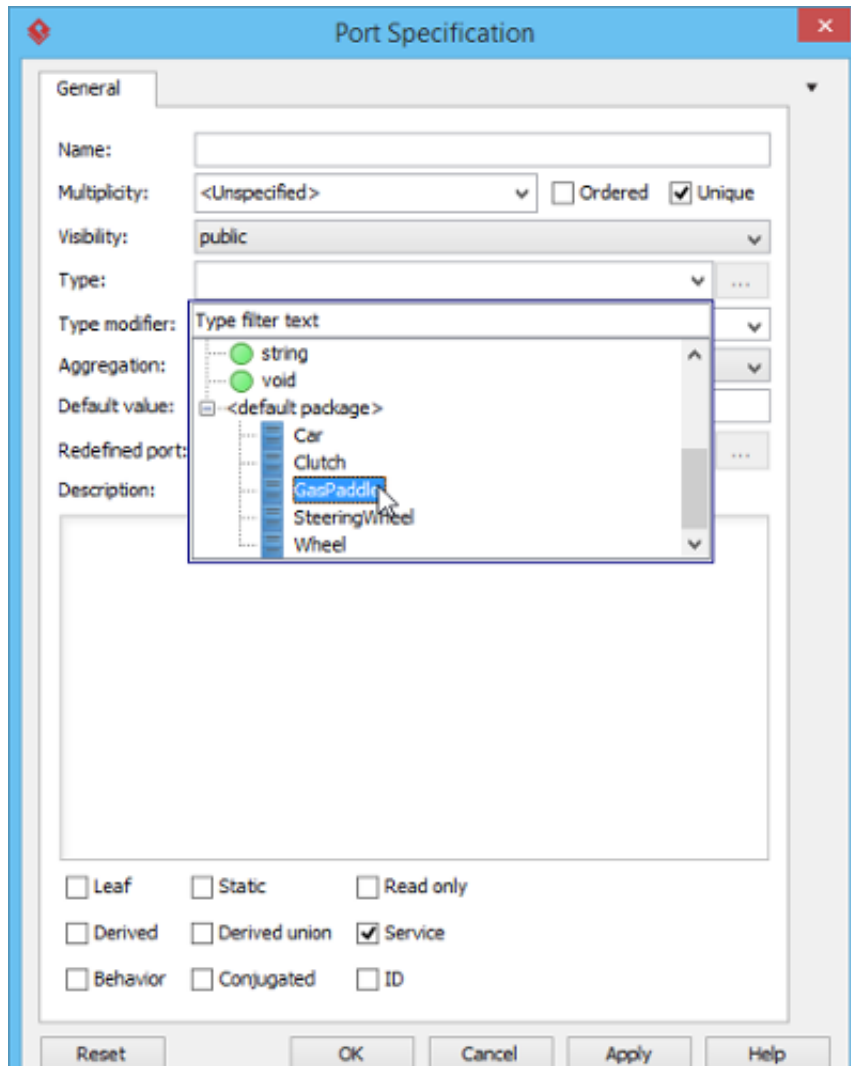 Port Specification
General
Name:
Multiplicity: <Unspecified> Ordered Unique
Visibility: public
Type: ...
Type modifier: Type filter text
Aggregation: string
void
Default value: <default package>
Car
Redefined port: Clutch ...
Description: GasPaddle
SteeringWheel
Wheel
Leaf Static Read only
Derived Derived union Service
Behavior Conjugated ID
Reset OK Cancel Apply Help